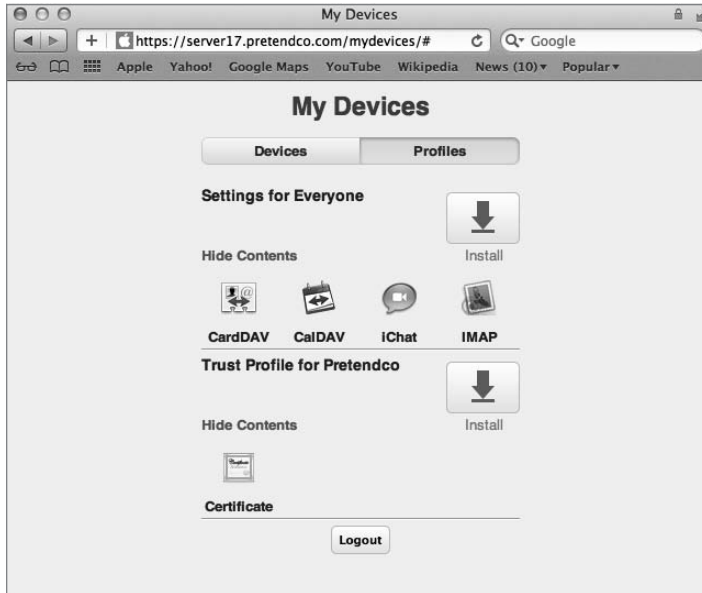 My Devices
https://server17.pretendco.com/mydevices/#
Google
Apple Yahoo! Google Maps YouTube Wikipedia News (10) Popular
My Devices
Devices Profiles
Settings for Everyone
Hide Contents Install
CardDAV CalDAV iChat IMAP
Trust Profile for Pretendco
Hide Contents Install
Certificate
Logout